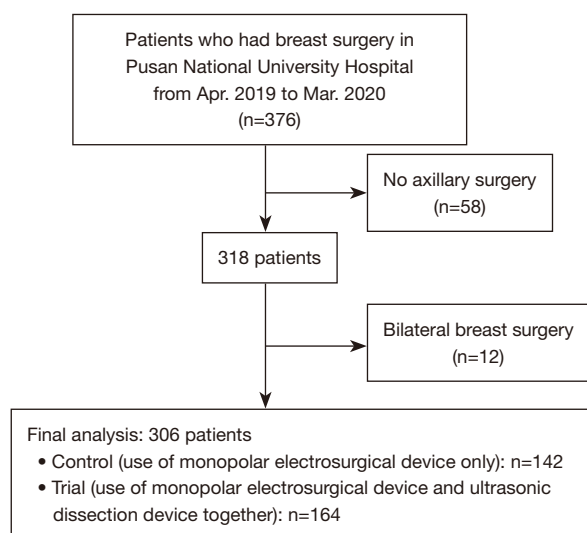 Patients who had breast surgery in
Pusan National University Hospital
from Apr. 2019 to Mar. 2020
(n=376)
No axillary surgery
(n=58)
318 patients
Bilateral breast surgery
(n=12)
Final analysis: 306 patients
• Control (use of monopolar electrosurgical device only): n=142
• Trial (use of monopolar electrosurgical device and ultrasonic
dissection device together): n=164